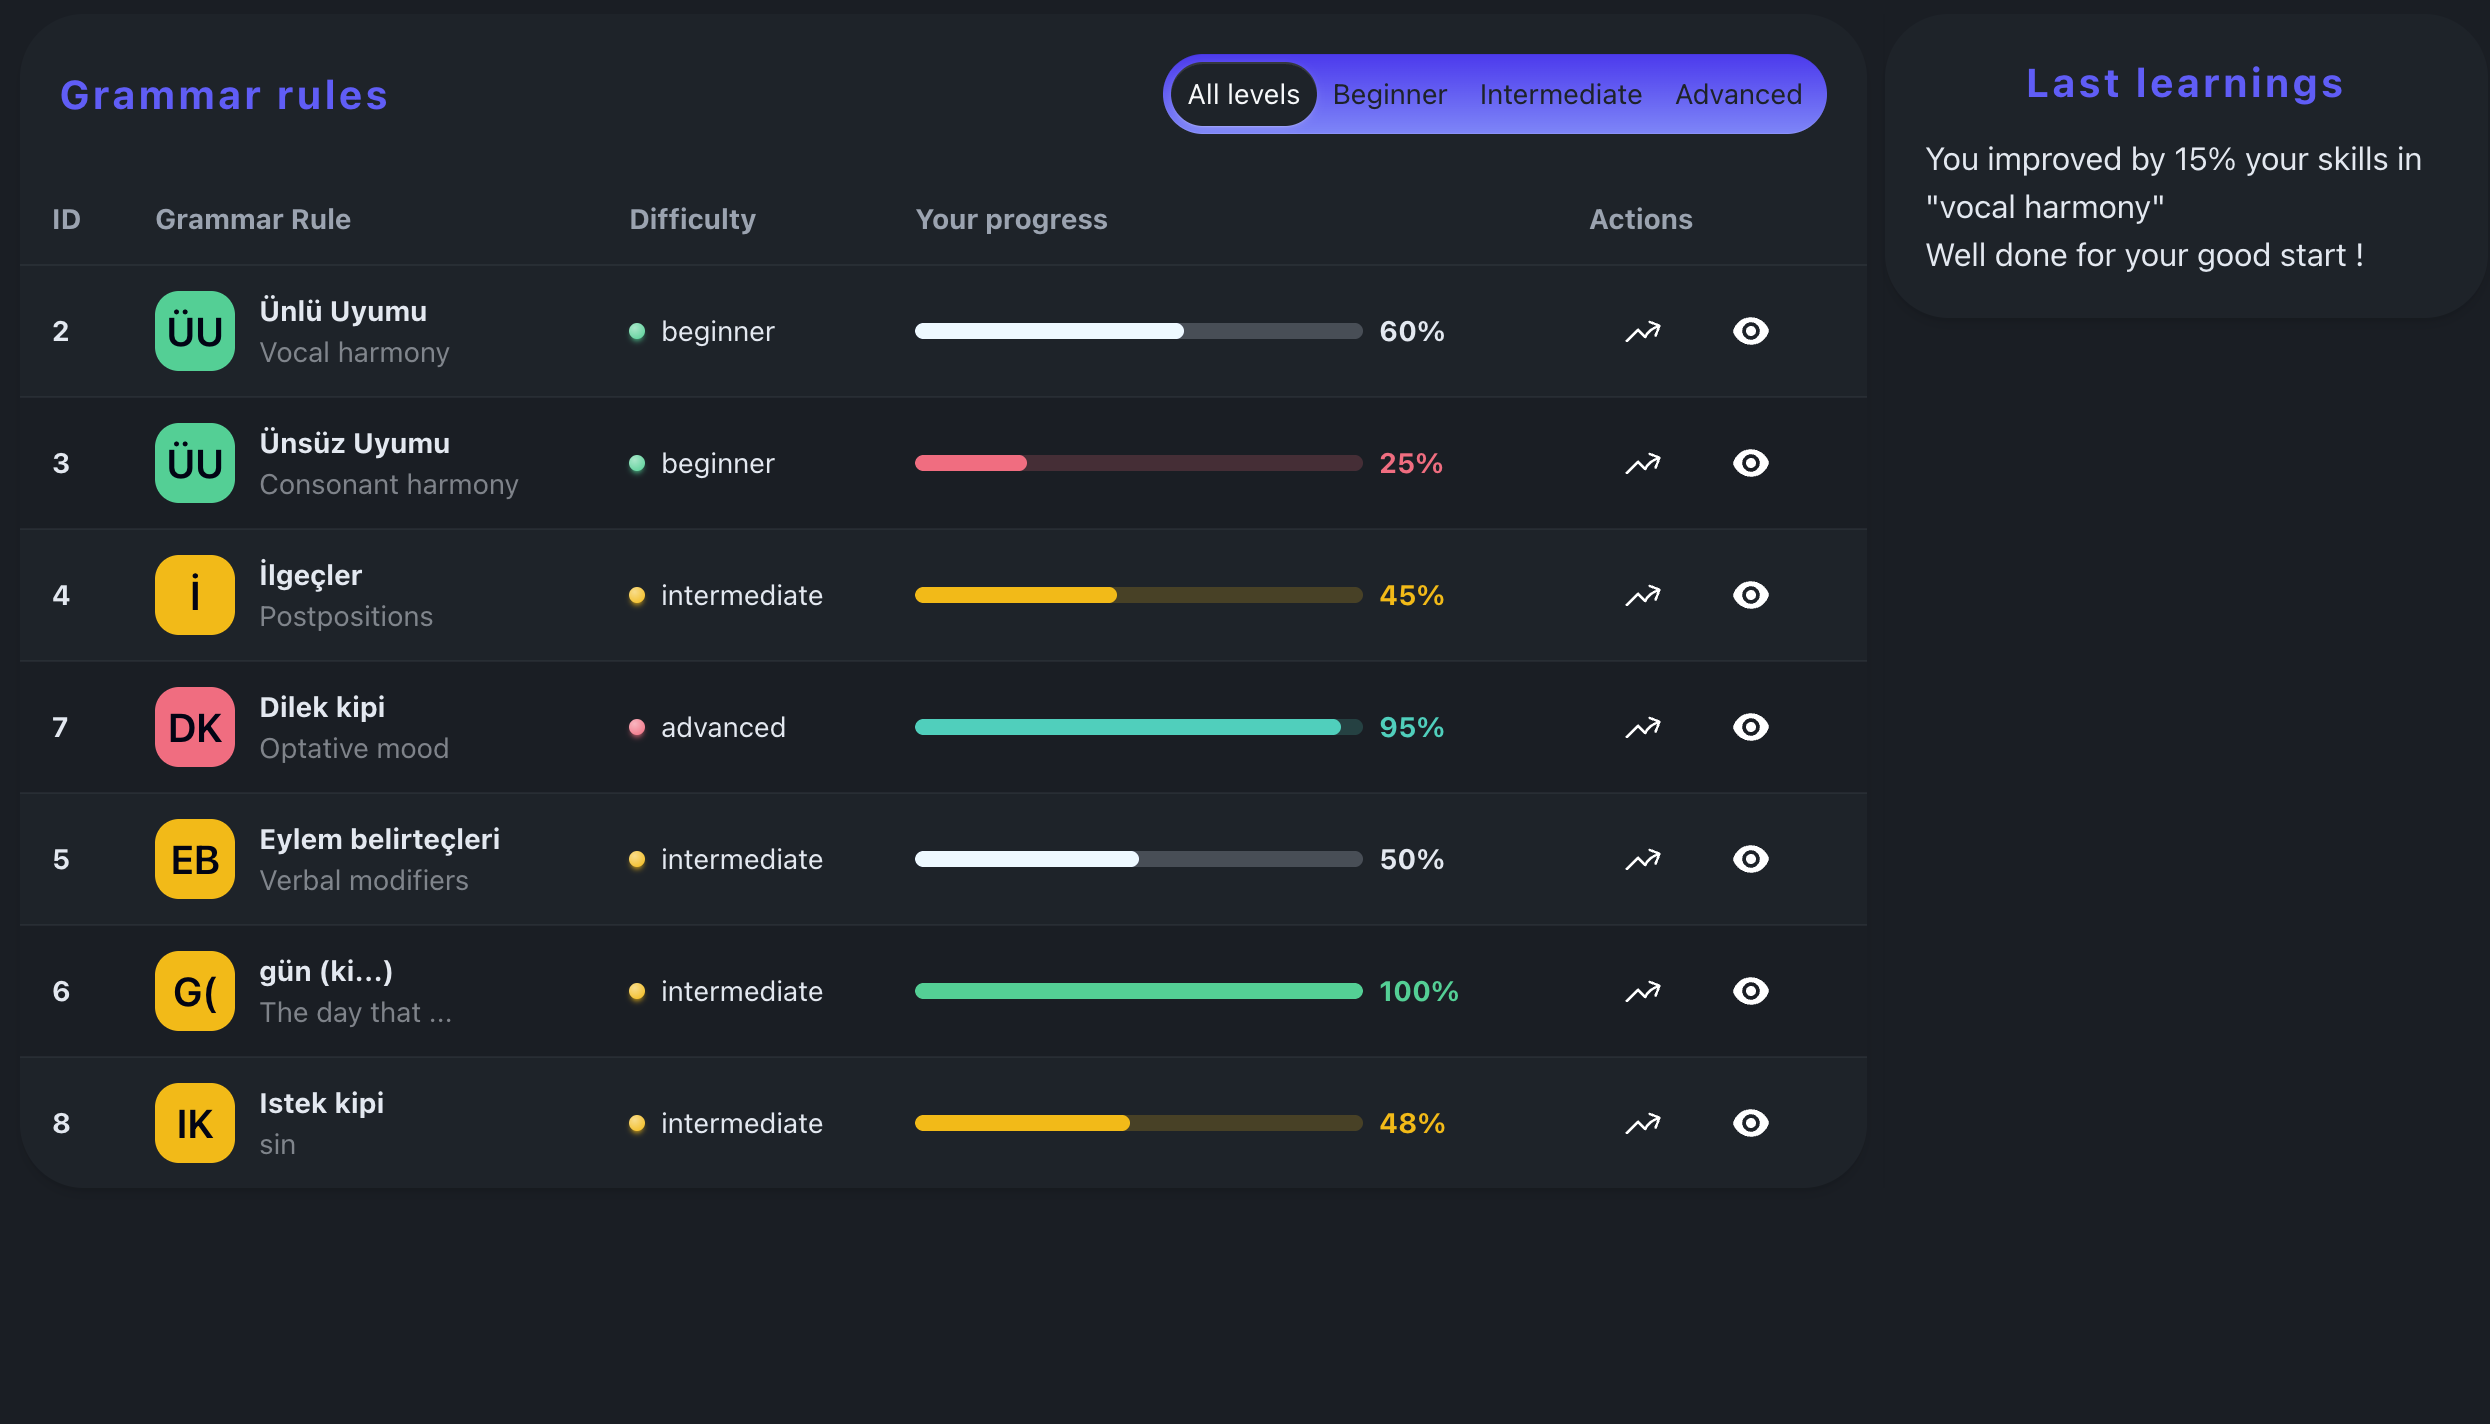 Grammar rules
All levels Beginner Intermediate Advanced
ID Grammar Rule Difficulty Your progress Actions
2 ÜU Ünlü Uyumu beginner 60%
Vocal harmony
3 ÜU Ünsüz Uyumu beginner 25%
Consonant harmony
4 İ İlgeçler intermediate 45%
Postpositions
7 DK Dilek kipi advanced 95%
Optative mood
5 EB Eylem belirteçleri intermediate 50%
Verbal modifiers
6 G( gün (ki...) intermediate 100%
The day that ...
8 IK Istek kipi intermediate 48%
sin
Last learnings
You improved by 15% your skills in
"vocal harmony"
Well done for your good start !